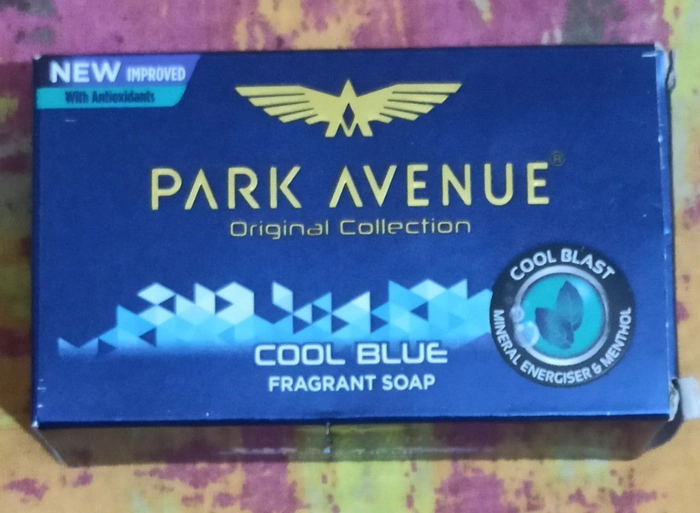 NEW IMPROVED
With Antioxidants
PARK AVENUE®
Original Collection
COOL BLAST
MINERAL ENERGISER & MENTHOL
COOL BLUE
FRAGRANT SOAP